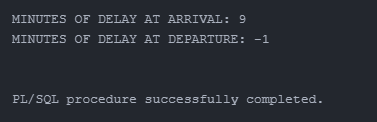 MINUTES OF DELAY AT ARRIVAL: 9
MINUTES OF DELAY AT DEPARTURE: -1
PL/SQL procedure successfully completed.